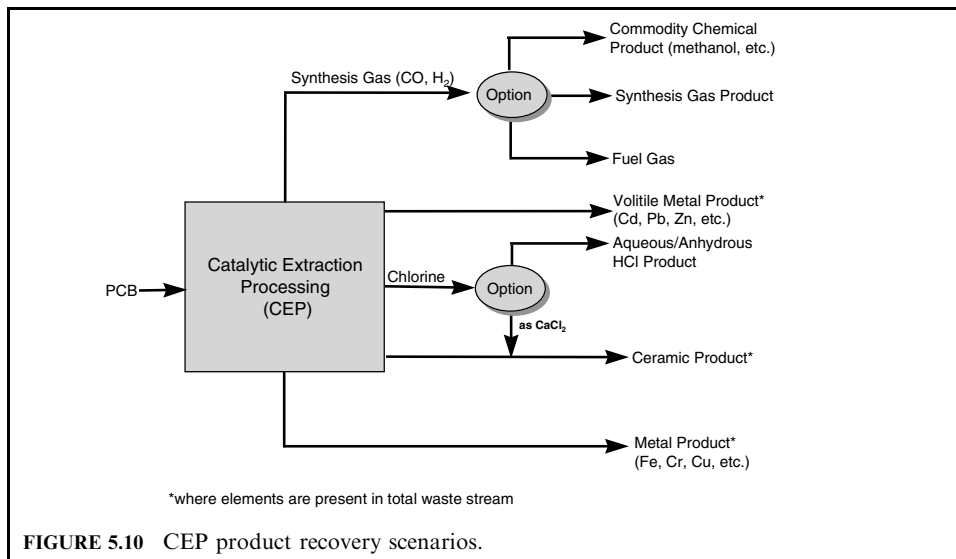 Commodity Chemical
Product (methanol, etc.)
Synthesis Gas (CO, H₂)
Option
Synthesis Gas Product
Fuel Gas
Volitile Metal Product*
(Cd, Pb, Zn, etc.)
Aqueous/Anhydrous
HCl Product
Catalytic Extraction
Processing
(CEP)
Chlorine
Option
PCB
as CaCl₂
Ceramic Product*
Metal Product*
(Fe, Cr, Cu, etc.)
*where elements are present in total waste stream
FIGURE 5.10 CEP product recovery scenarios.